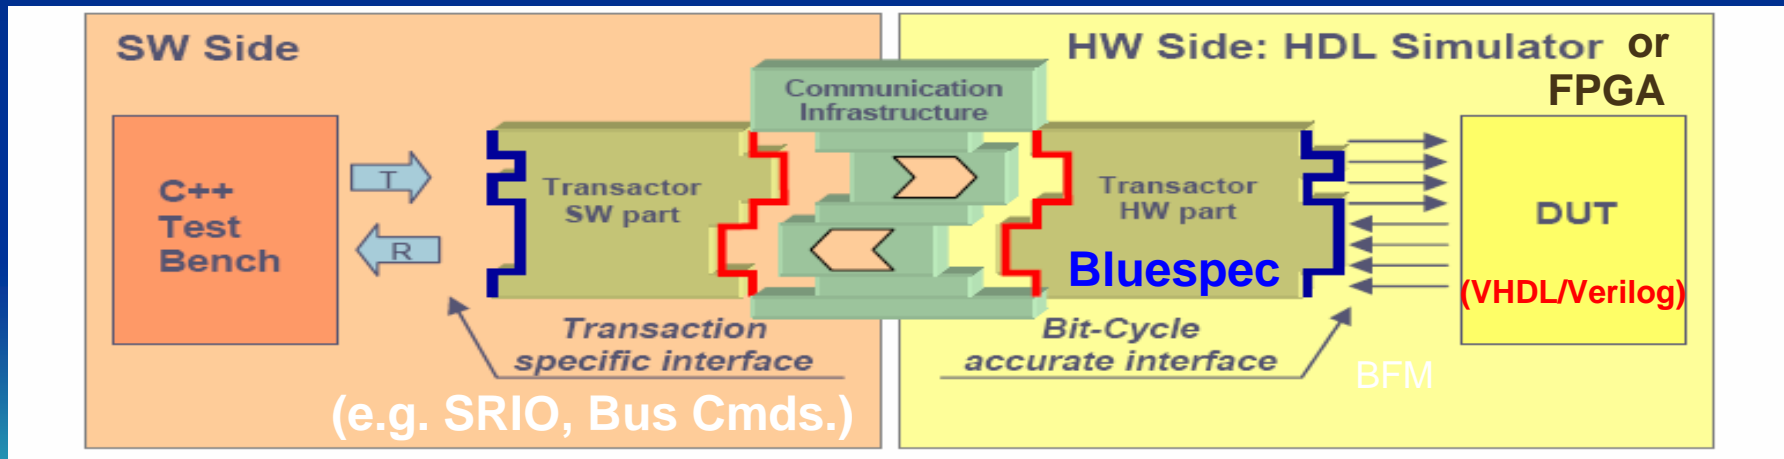 SW Side
HW Side: HDL Simulator or
FPGA
Communication
Infrastructure
C++
Test
Bench
T
R
Transactor
SW part
Transactor
HW part
Bluespec
DUT
(VHDL/Verilog)
Transaction
specific interface
Bit-Cycle
accurate interface
BFM
(e.g. SRIO, Bus Cmds.)